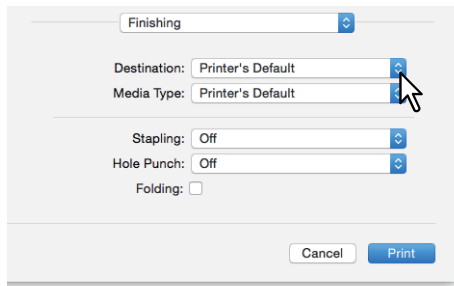 Finishing
Destination: Printer's Default
Media Type: Printer's Default
Stapling: Off
Hole Punch: Off
Folding:
Cancel Print